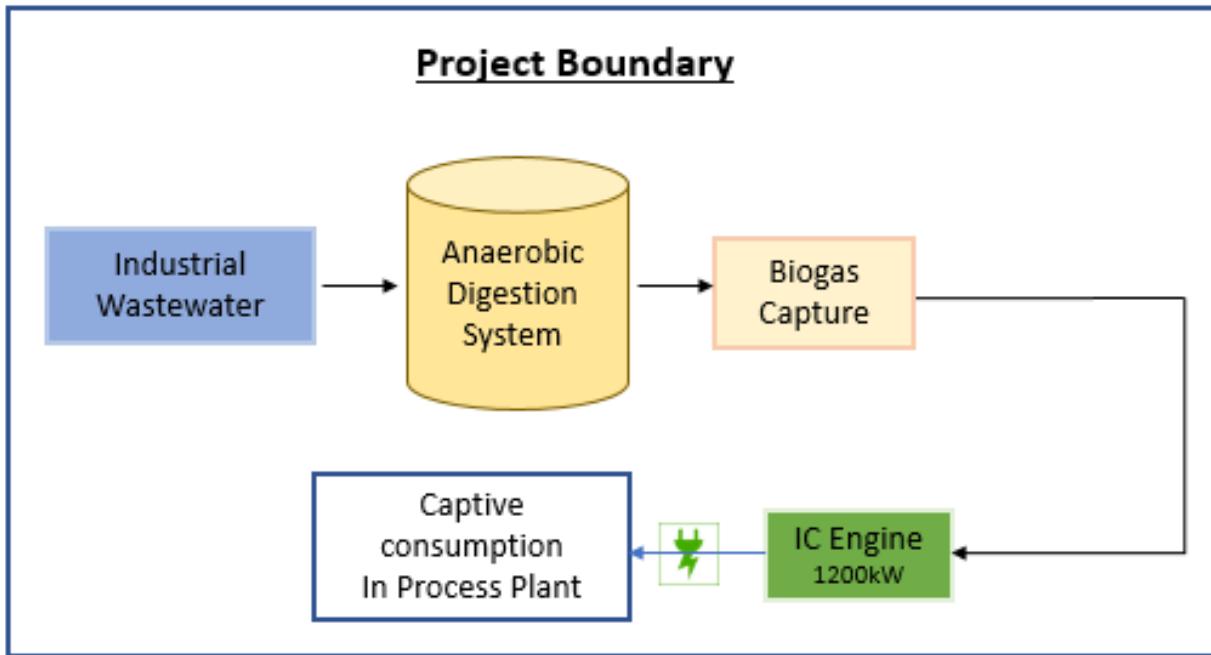 Project Boundary
Industrial
Wastewater
Anaerobic
Digestion
System
Biogas
Capture
Captive
consumption
In Process Plant
IC Engine
1200kW